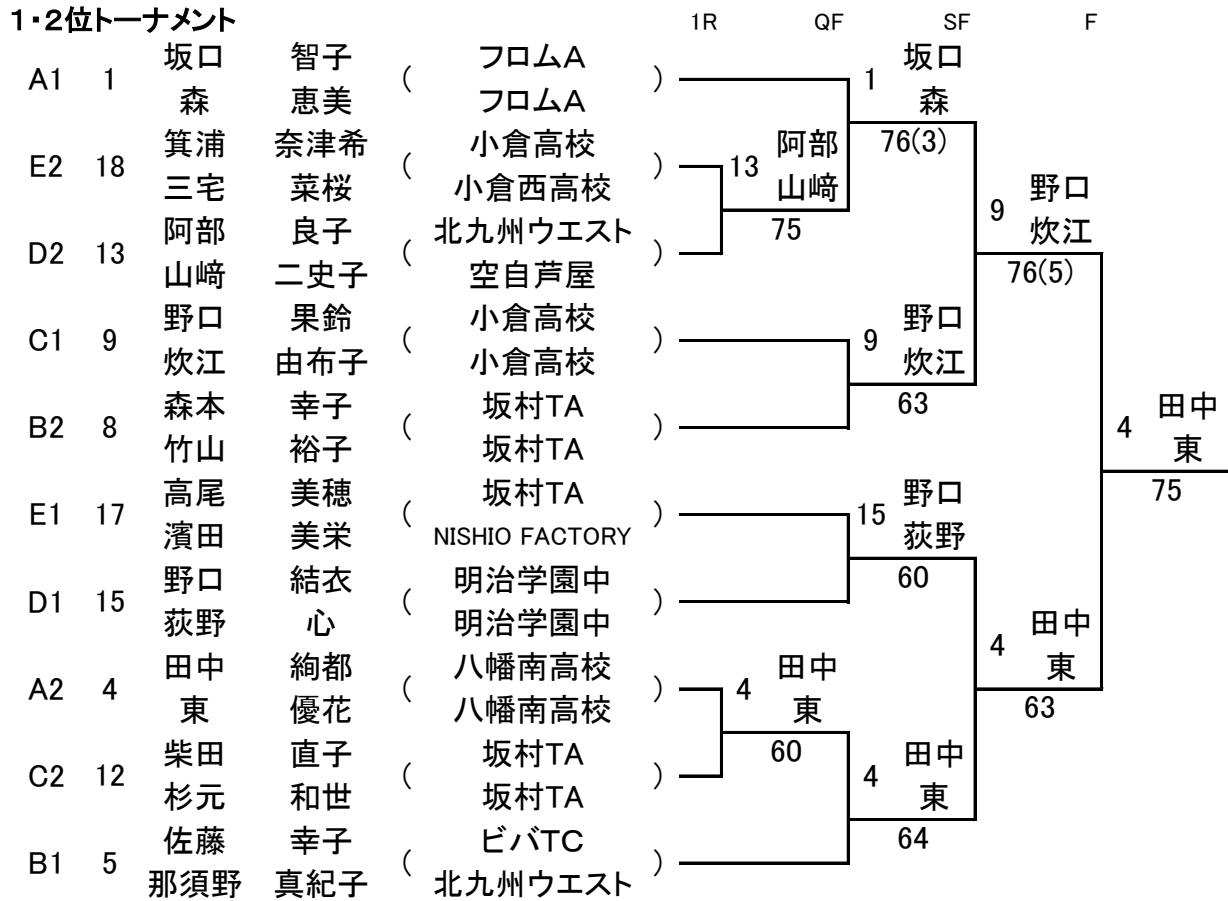 1・2位トーナメント 1R QF SF F
坂口 智子 フロムA 坂口
A1 1 ( ) 1
森 恵美 フロムA 森
箕浦 奈津希 小倉高校 阿部 76(3)
E2 18 ( ) 13
三宅 菜桜 小倉西高校 山﨑 野口
9
阿部 良子 北九州ウエスト 75 炊江
D2 13 ( )
山﨑 二史子 空自芦屋 76(5)
野口 果鈴 小倉高校 野口
C1 9 ( ) 9
炊江 由布子 小倉高校 炊江
森本 幸子 坂村TA 63 田中
B2 8 ( ) 4
竹山 裕子 坂村TA 東
高尾 美穂 坂村TA 野口 75
E1 17 ( ) 15
濱田 美栄 NISHIO FACTORY 荻野
野口 結衣 明治学園中 60
D1 15 ( )
荻野 心 明治学園中 田中
4
田中 絢都 八幡南高校 田中 東
A2 4 ( ) 4
東 優花 八幡南高校 東 63
柴田 直子 坂村TA 60 田中
C2 12 ( ) 4
杉元 和世 坂村TA 東
佐藤 幸子 ビバTC 64
B1 5 ( )
那須野 真紀子 北九州ウエスト